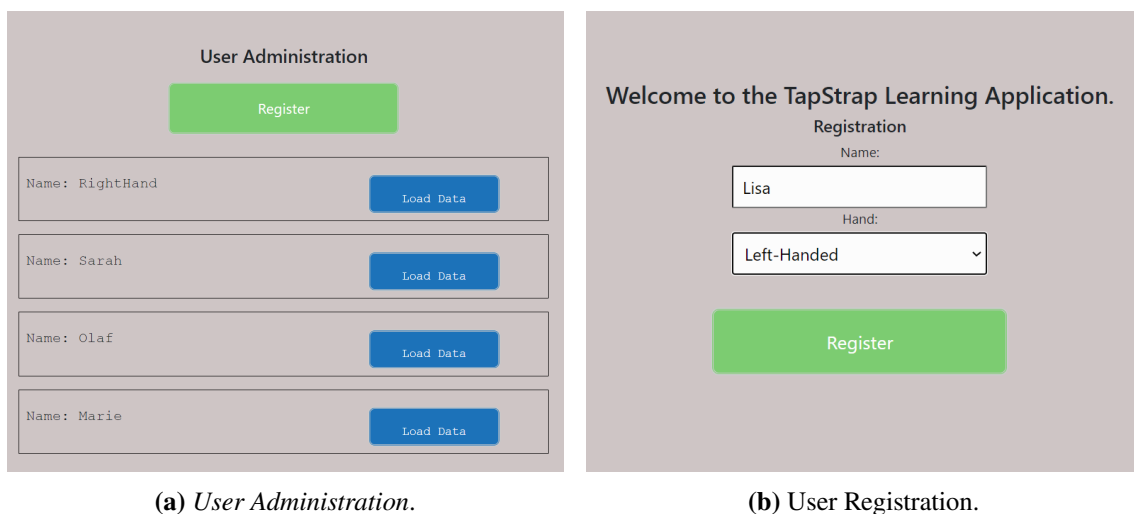 User Administration
Register
Name: RightHand
Load Data
Name: Sarah
Load Data
Name: Olaf
Load Data
Name: Marie
Load Data
(a) User Administration.
Welcome to the TapStrap Learning Application.
Registration
Name:
Lisa
Hand:
Left-Handed
Register
(b) User Registration.